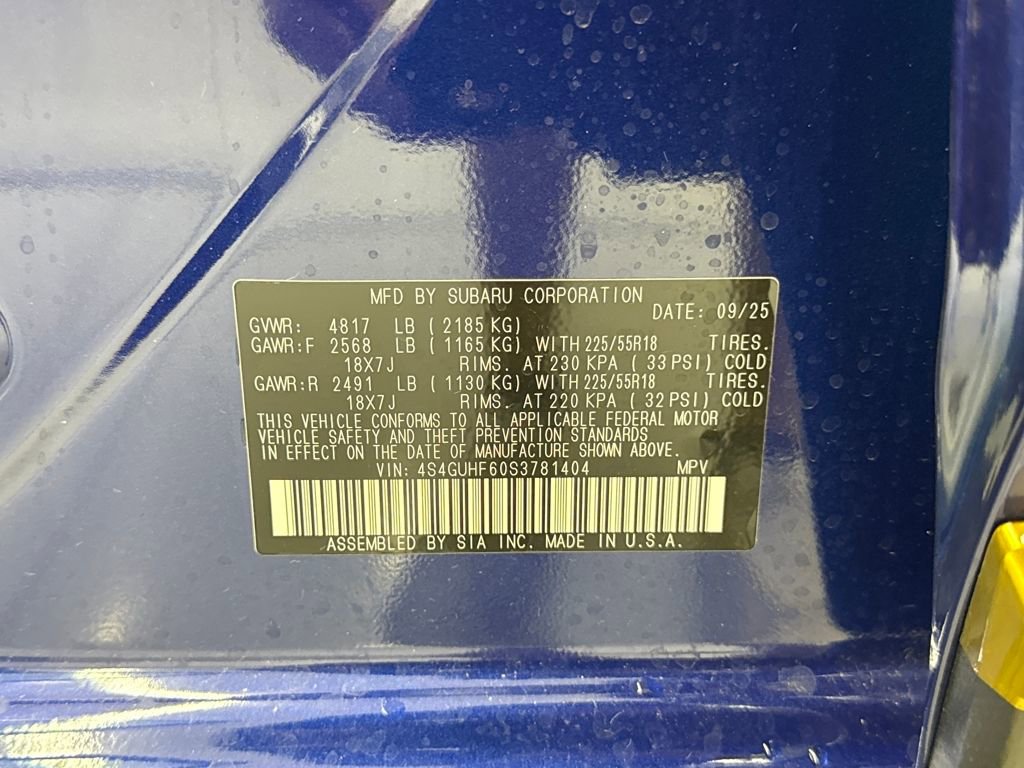 MFD BY SUBARU CORPORATION
DATE: 09/25
GVWR: 4817 LB ( 2185 KG)
GAWR:F 2568 LB ( 1165 KG) WITH 225/55R18 TIRES.
18X7J RIMS. AT 230 KPA ( 33 PSI) COLD
GAWR:R 2491 LB ( 1130 KG) WITH 225/55R18 TIRES.
18X7J RIMS. AT 220 KPA ( 32 PSI) COLD
THIS VEHICLE CONFORMS TO ALL APPLICABLE FEDERAL MOTOR
VEHICLE SAFETY AND THEFT PREVENTION STANDARDS
IN EFFECT ON THE DATE OF MANUFACTURE SHOWN ABOVE.
VIN: 4S4GUHF60S3781404 MPV
ASSEMBLED BY SIA INC. MADE IN U.S.A.